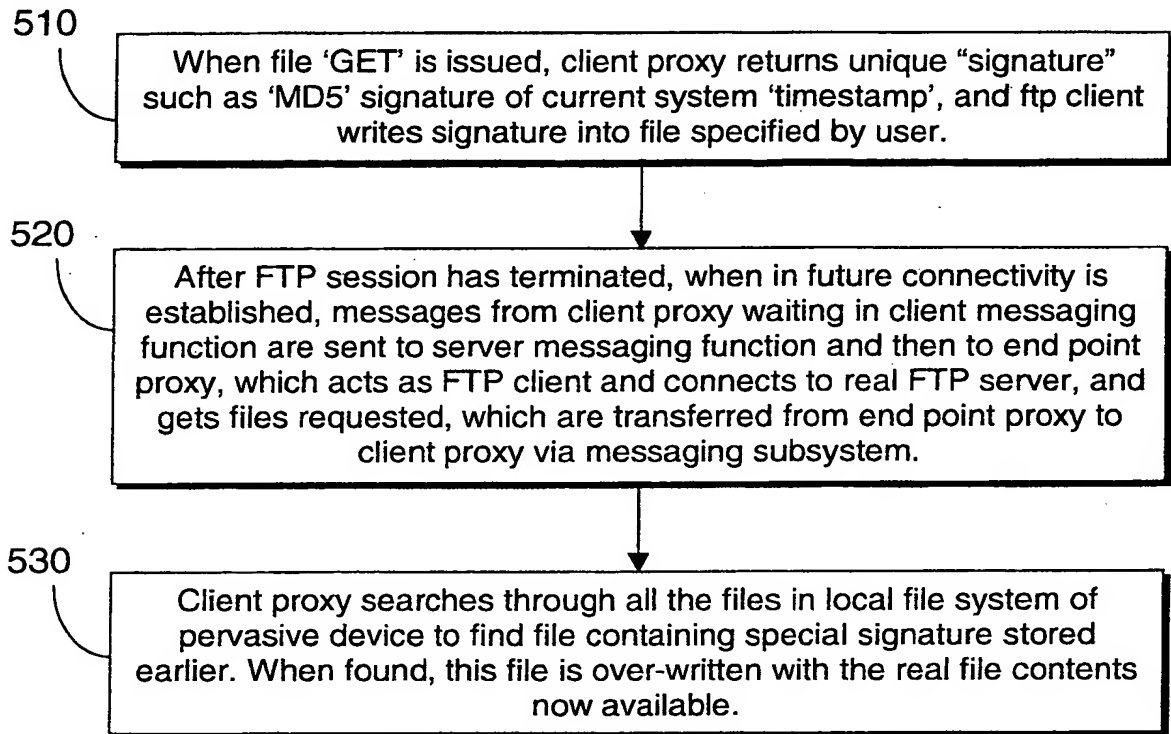 510
When file 'GET' is issued, client proxy returns unique “signature”
such as 'MD5' signature of current system 'timestamp', and ftp client
writes signature into file specified by user.
520
After FTP session has terminated, when in future connectivity is
established, messages from client proxy waiting in client messaging
function are sent to server messaging function and then to end point
proxy, which acts as FTP client and connects to real FTP server, and
gets files requested, which are transferred from end point proxy to
client proxy via messaging subsystem.
530
Client proxy searches through all the files in local file system of
pervasive device to find file containing special signature stored
earlier. When found, this file is over-written with the real file contents
now available.